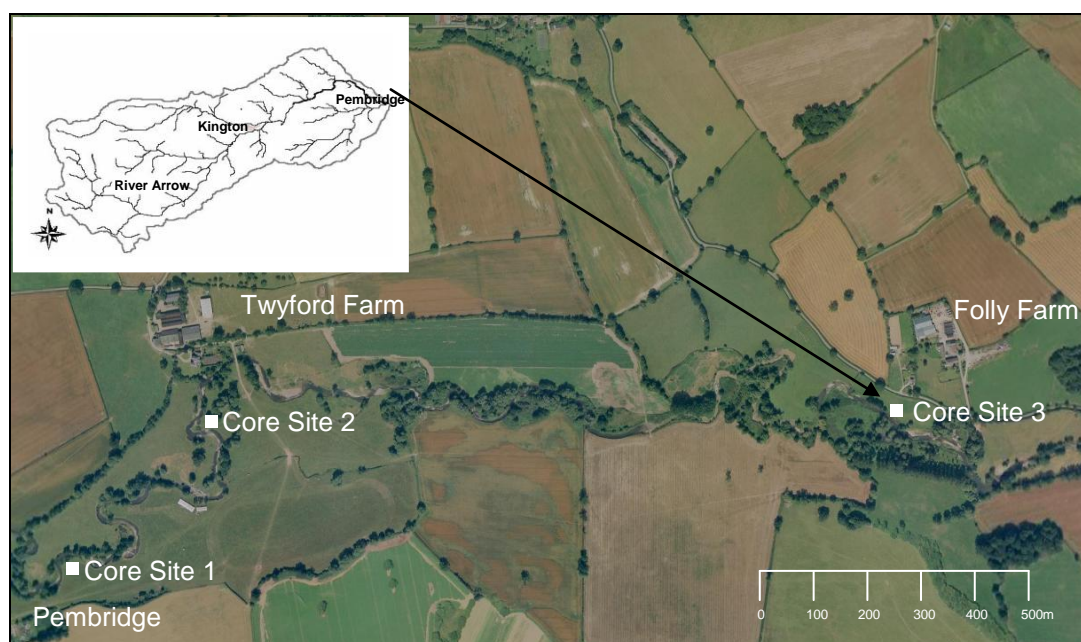 Pembridge
Kington
River Arrow
N
Twyford Farm
Folly Farm
Core Site 3
Core Site 2
Core Site 1
Pembridge
0 100 200 300 400 500m